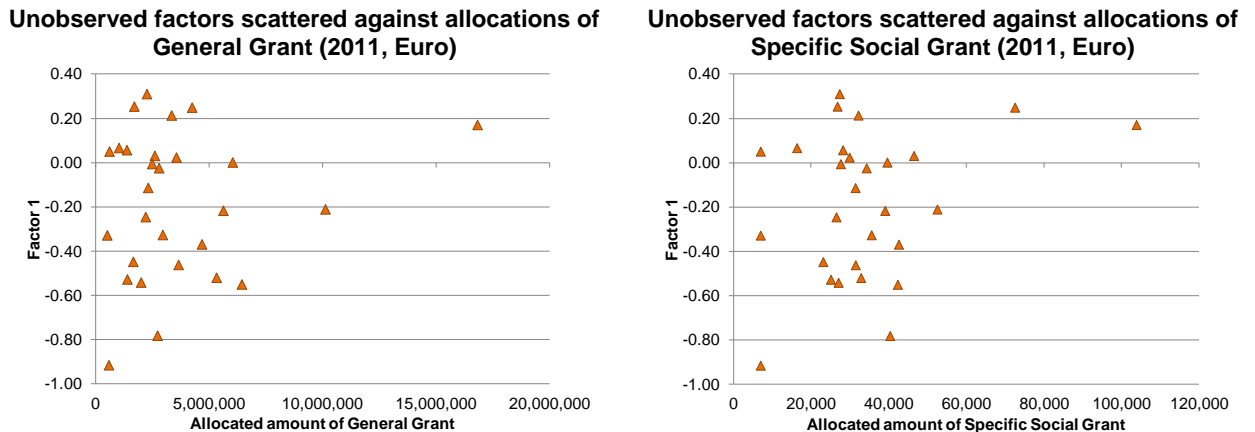 Unobserved factors scattered against allocations of
General Grant (2011, Euro)
0.40
0.20
0.00
-0.20
-0.40
-0.60
-0.80
-1.00
Factor 1
0 5,000,000 10,000,000 15,000,000 20,000,000
Allocated amount of General Grant
Unobserved factors scattered against allocations of
Specific Social Grant (2011, Euro)
0.40
0.20
0.00
-0.20
-0.40
-0.60
-0.80
-1.00
Factor 1
0 20,000 40,000 60,000 80,000 100,000 120,000
Allocated amount of Specific Social Grant